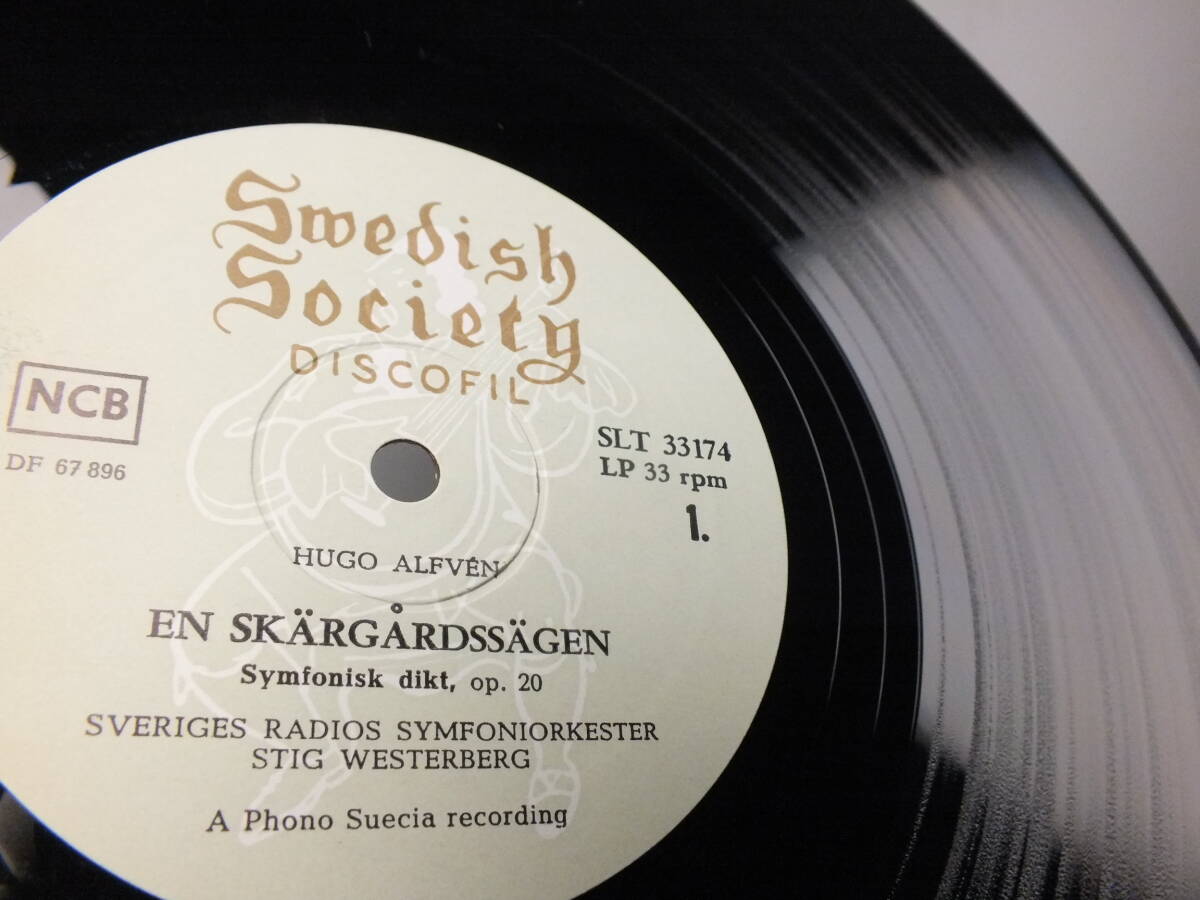 Swedish
Society
DISCOFIL
NCB
DF 67 896
SLT 33174
LP 33 rpm
1.
HUGO ALFVÉN
EN SKÄRGÅRDSSÄGEN
Symfonisk dikt, op. 20
SVERIGES RADIOS SYMFONIORKESTER
STIG WESTERBERG
A Phono Suecia recording